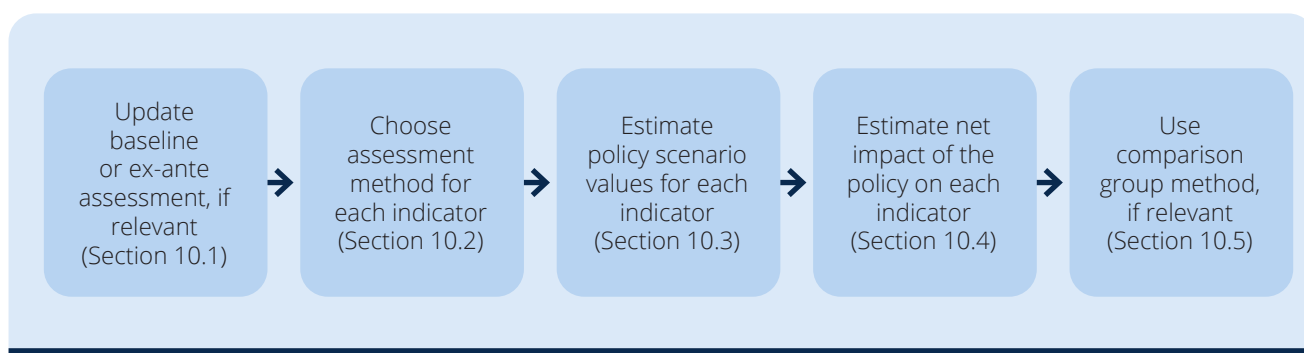 Update
baseline
or ex-ante
assessment, if
relevant
(Section 10.1)
Choose
assessment
method for
each indicator
(Section 10.2)
Estimate
policy scenario
values for each
indicator
(Section 10.3)
Estimate net
impact of the
policy on each
indicator
(Section 10.4)
Use
comparison
group method,
if relevant
(Section 10.5)